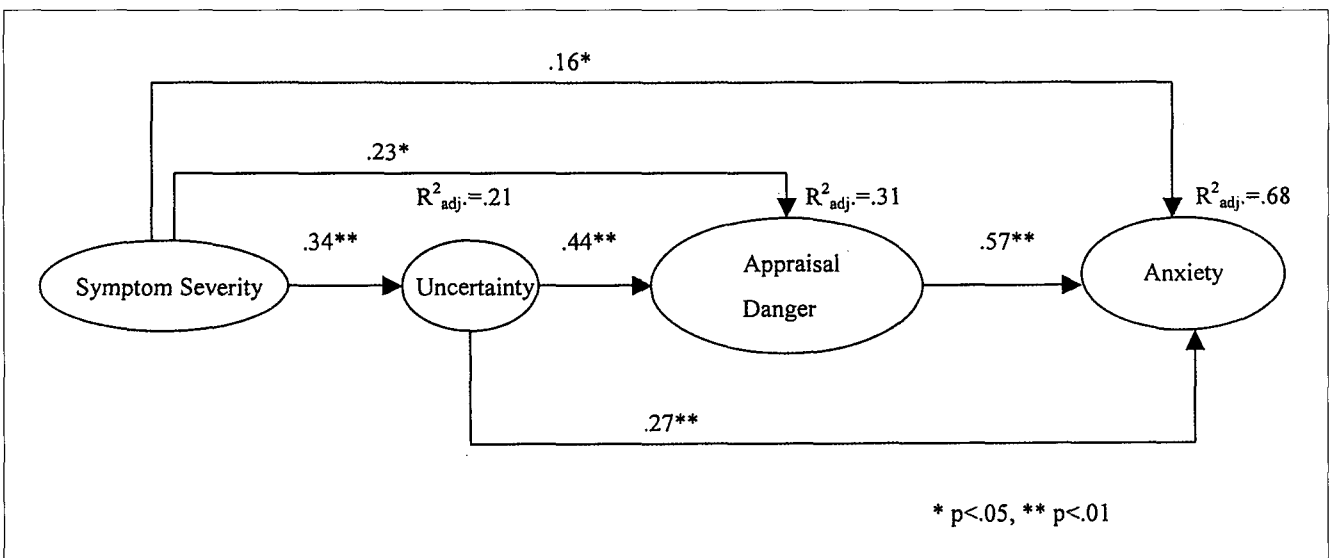 .16*
.23*
R²adj.=.21
R²adj.=.31
R²adj.=.68
.34**
.44**
.57**
Symptom Severity
Uncertainty
Appraisal
Danger
Anxiety
.27**
* p<.05, ** p<.01